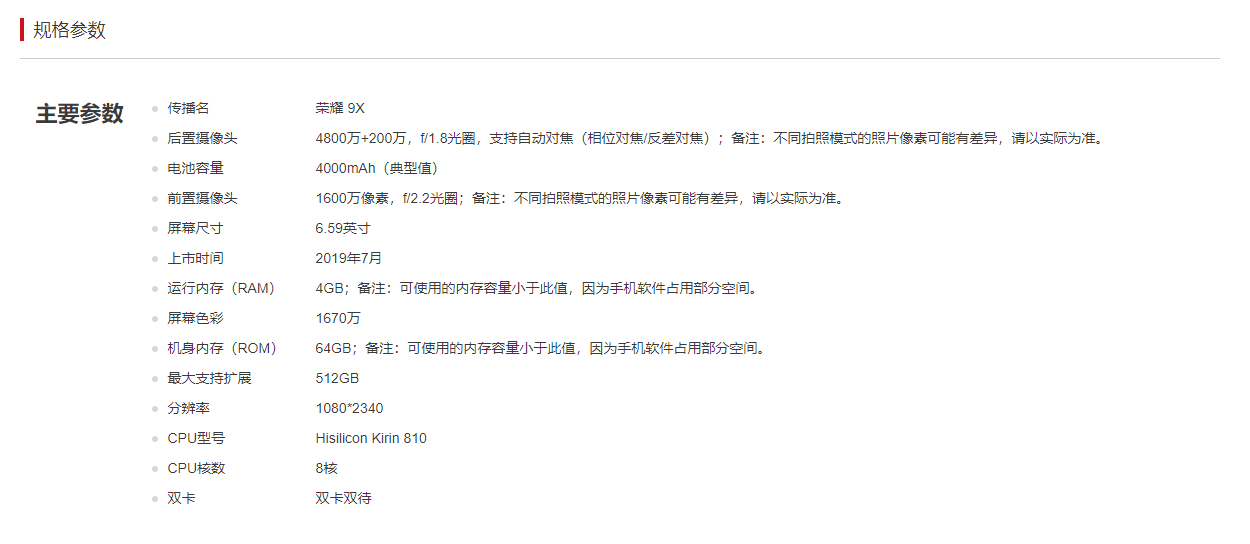 规格参数
主要参数
传播名 荣耀 9X
后置摄像头 4800万+200万，f/1.8光圈，支持自动对焦（相位对焦/反差对焦）；备注：不同拍照模式的照片像素可能有差异，请以实际为准。
电池容量 4000mAh（典型值）
前置摄像头 1600万像素，f/2.2光圈；备注：不同拍照模式的照片像素可能有差异，请以实际为准。
屏幕尺寸 6.59英寸
上市时间 2019年7月
运行内存（RAM） 4GB；备注：可使用的内存容量小于此值，因为手机软件占用部分空间。
屏幕色彩 1670万
机身内存（ROM） 64GB；备注：可使用的内存容量小于此值，因为手机软件占用部分空间。
最大支持扩展 512GB
分辨率 1080*2340
CPU型号 Hisilicon Kirin 810
CPU核数 8核
双卡 双卡双待